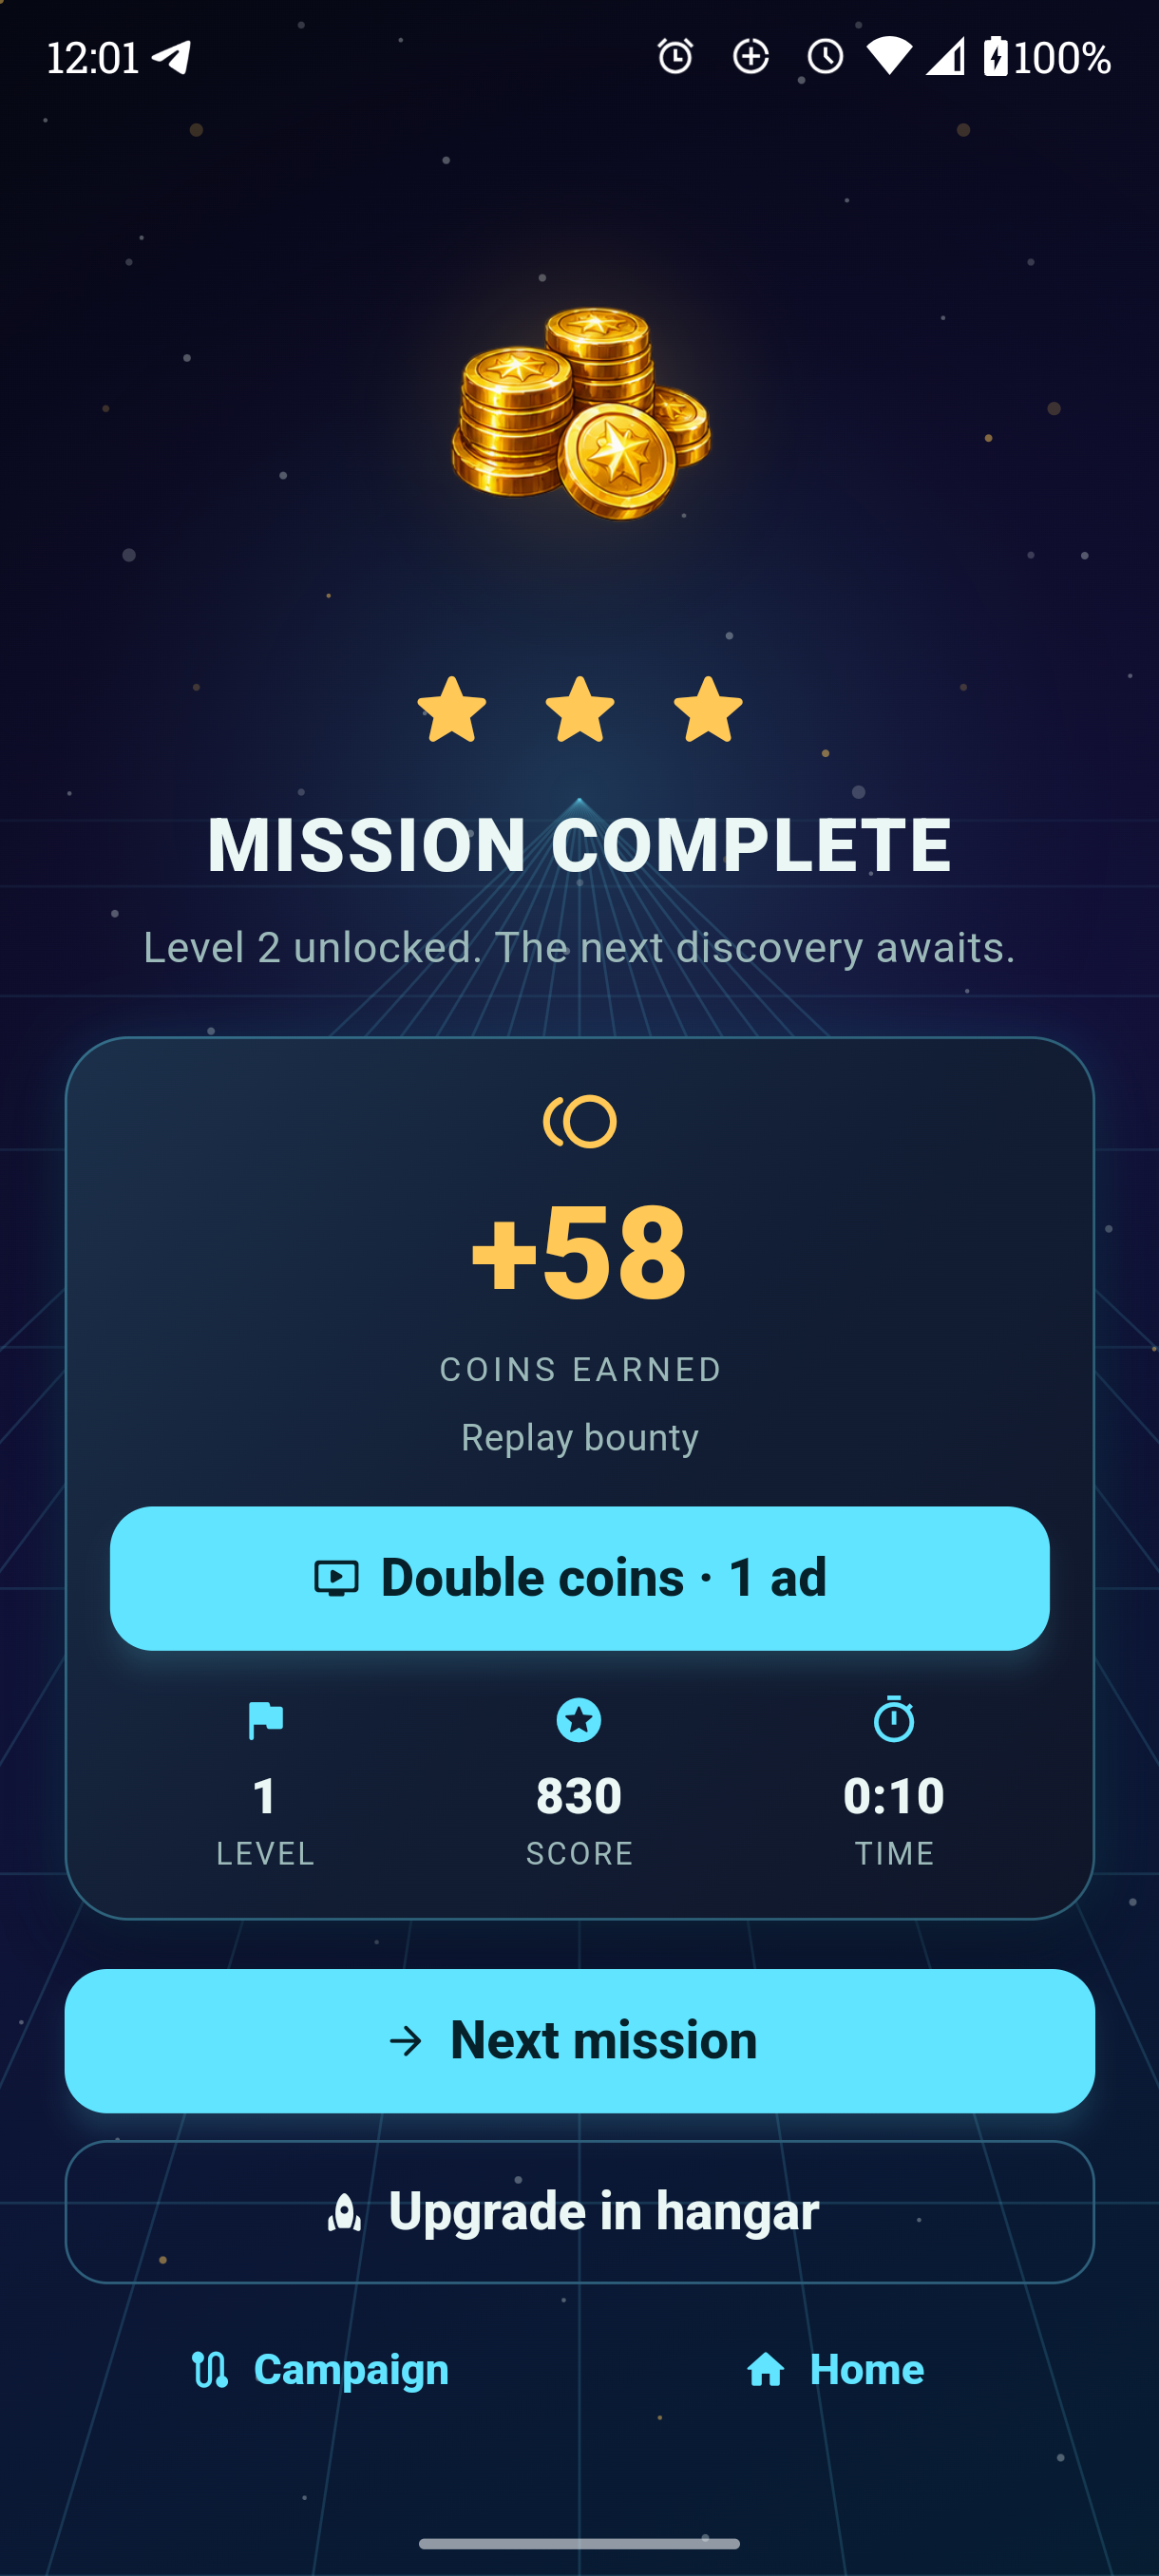 12:01
100%
MISSION COMPLETE
Level 2 unlocked. The next discovery awaits.
+58
COINS EARNED
Replay bounty
Double coins · 1 ad
1
LEVEL
830
SCORE
0:10
TIME
Next mission
Upgrade in hangar
Campaign
Home